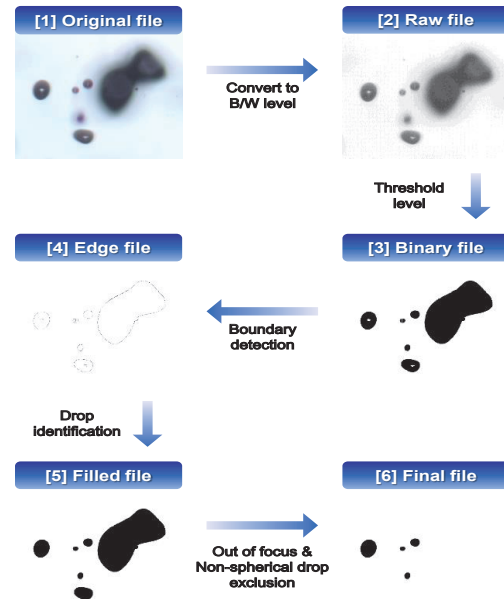 [1] Original file
[2] Raw file
Convert to
B/W level
Threshold
level
[4] Edge file
[3] Binary file
Boundary
detection
Drop
identification
[5] Filled file
[6] Final file
Out of focus &
Non-spherical drop
exclusion